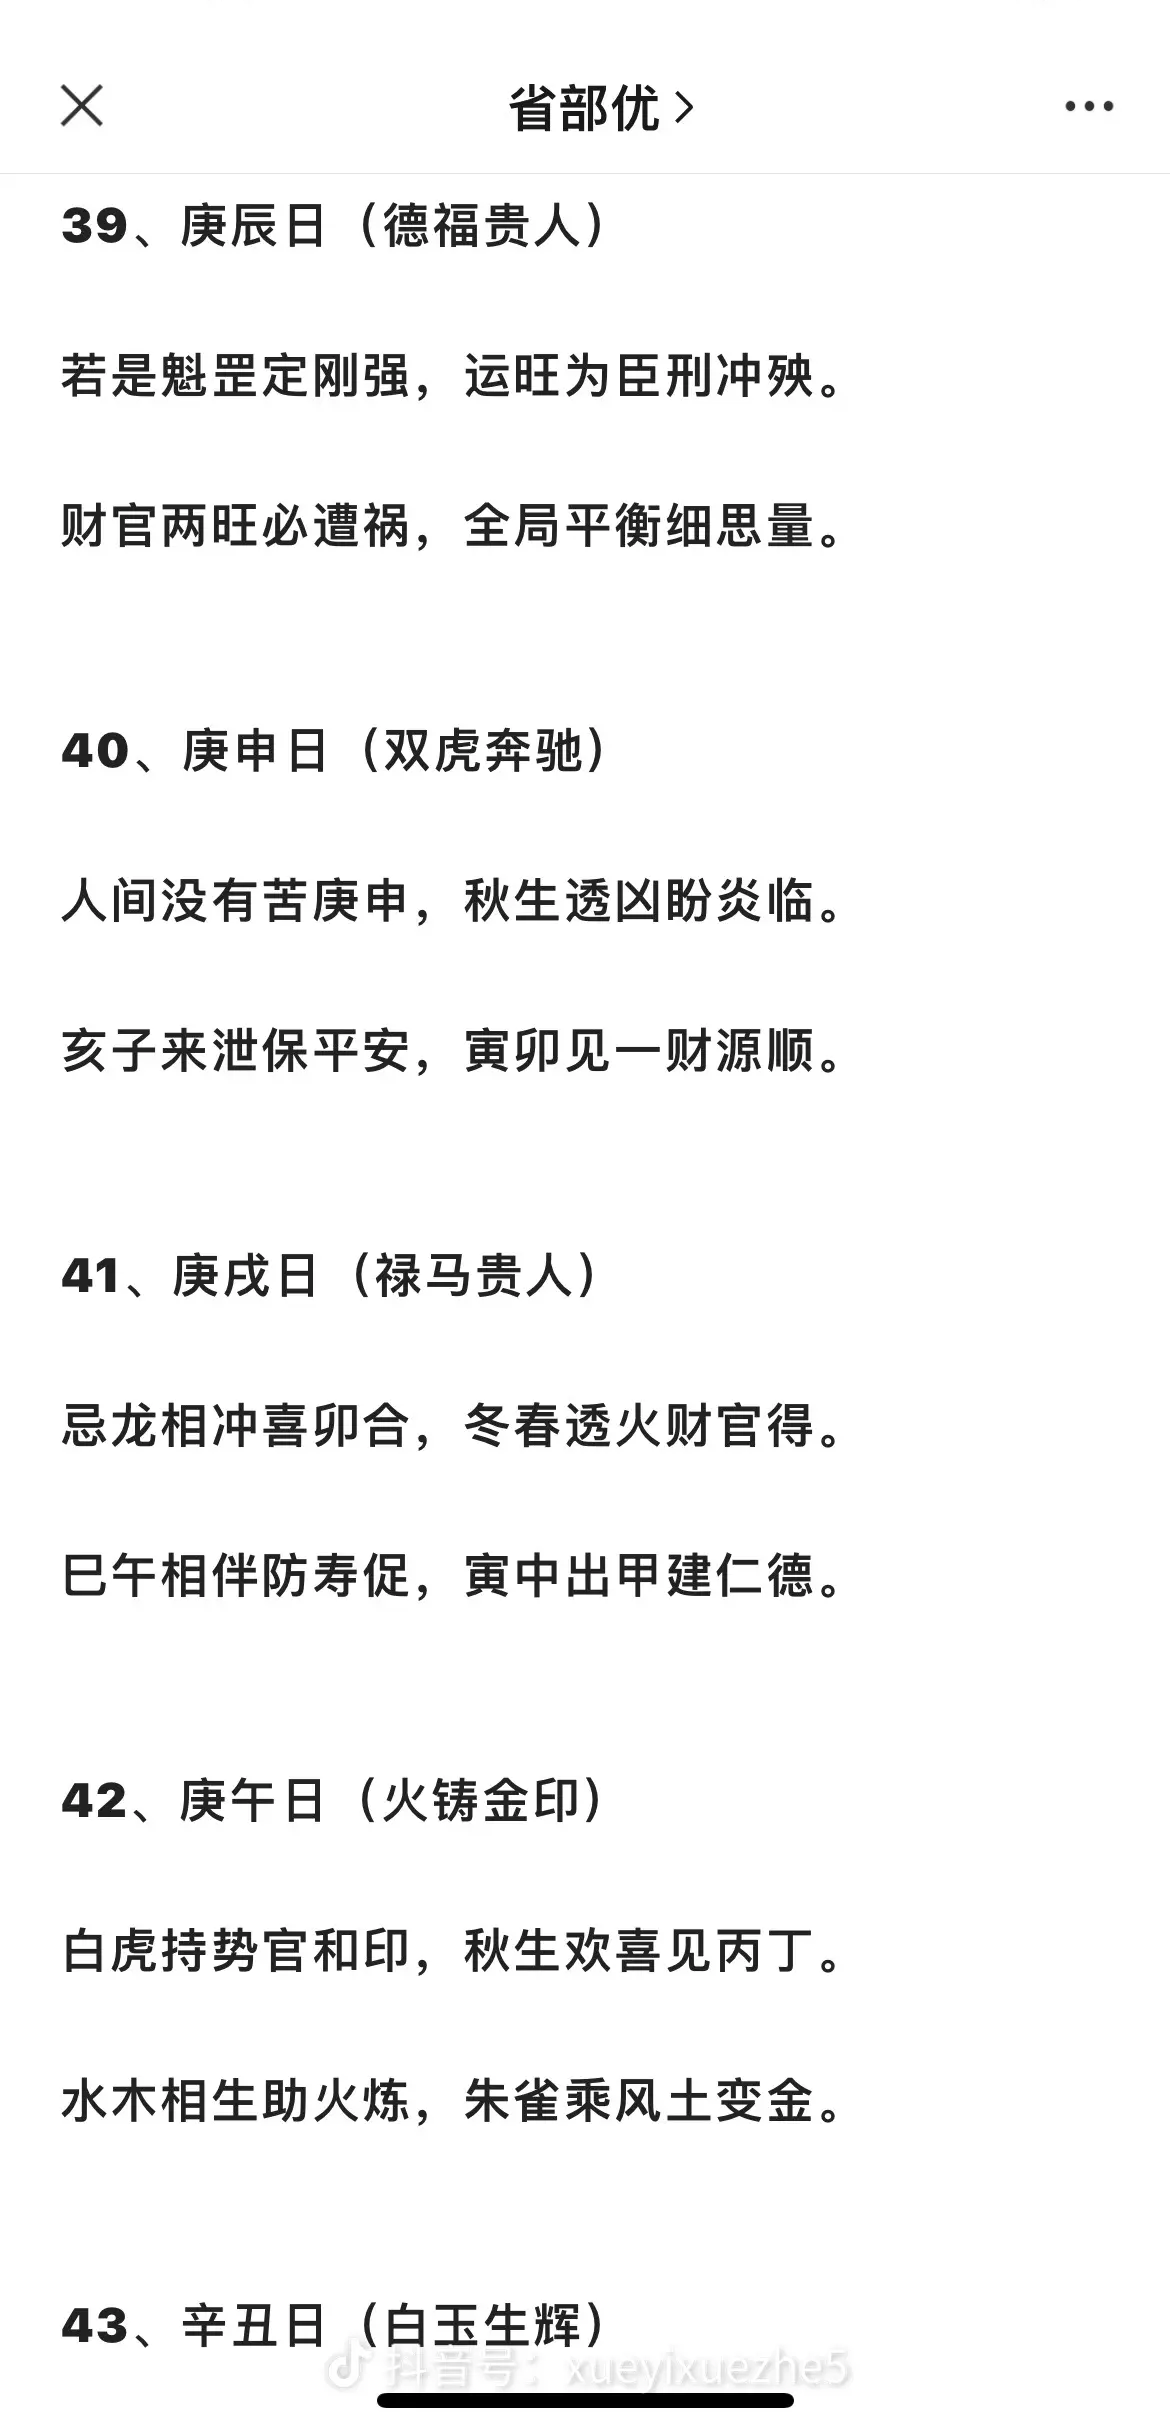 省部优
39、庚辰日（德福贵人）
若是魁罡定刚强，运旺为臣刑冲殃。
财官两旺必遭祸，全局平衡细思量。
40、庚申日（双虎奔驰）
人间没有苦庚申，秋生透凶盼炎临。
亥子来泄保平安，寅卯见一财源顺。
41、庚戌日（禄马贵人）
忌龙相冲喜卯合，冬春透火财官得。
巳午相伴防寿促，寅中出甲建仁德。
42、庚午日（火铸金印）
白虎持势官和印，秋生欢喜见丙丁。
水木相生助火炼，朱雀乘风土变金。
43、辛丑日（白玉生辉）
抖音号：xueyixuezhe5